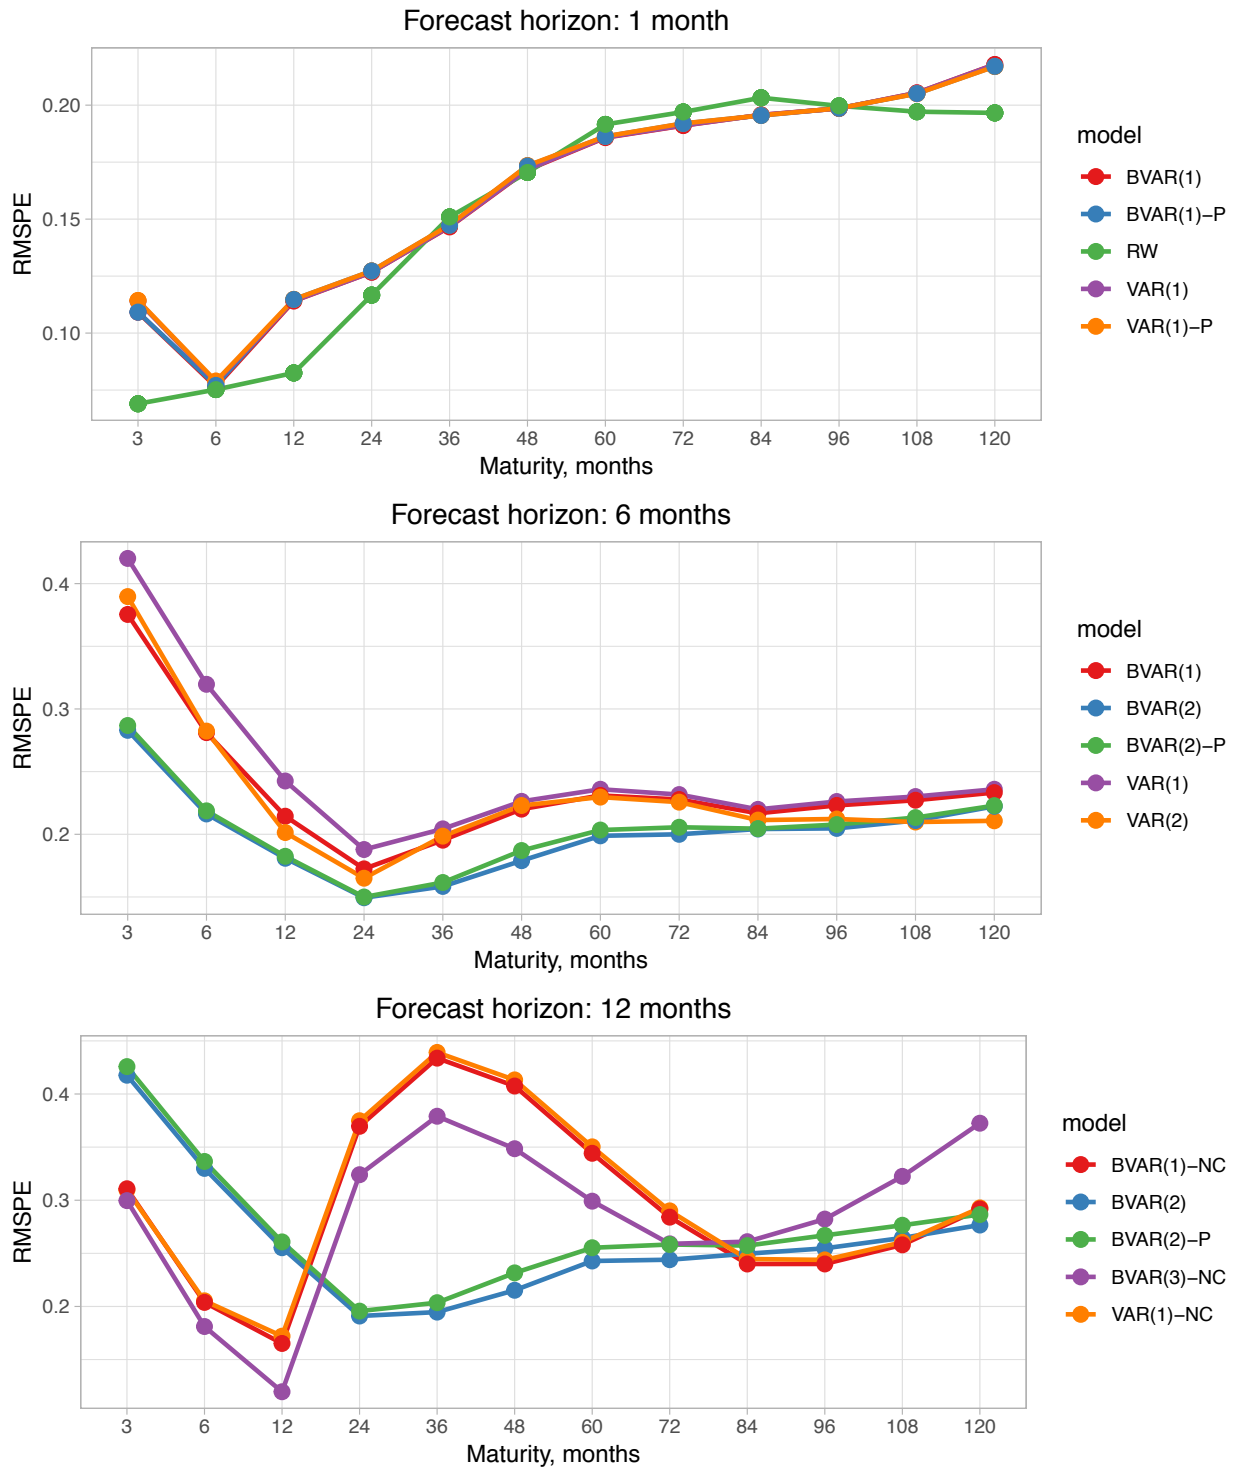 Forecast horizon: 1 month
RMSPE
0.20
0.15
0.10
3 6 12 24 36 48 60 72 84 96 108 120
Maturity, months
model
BVAR(1)
BVAR(1)−P
RW
VAR(1)
VAR(1)−P
Forecast horizon: 6 months
RMSPE
0.4
0.3
0.2
3 6 12 24 36 48 60 72 84 96 108 120
Maturity, months
model
BVAR(1)
BVAR(2)
BVAR(2)−P
VAR(1)
VAR(2)
Forecast horizon: 12 months
RMSPE
0.4
0.3
0.2
3 6 12 24 36 48 60 72 84 96 108 120
Maturity, months
model
BVAR(1)−NC
BVAR(2)
BVAR(2)−P
BVAR(3)−NC
VAR(1)−NC